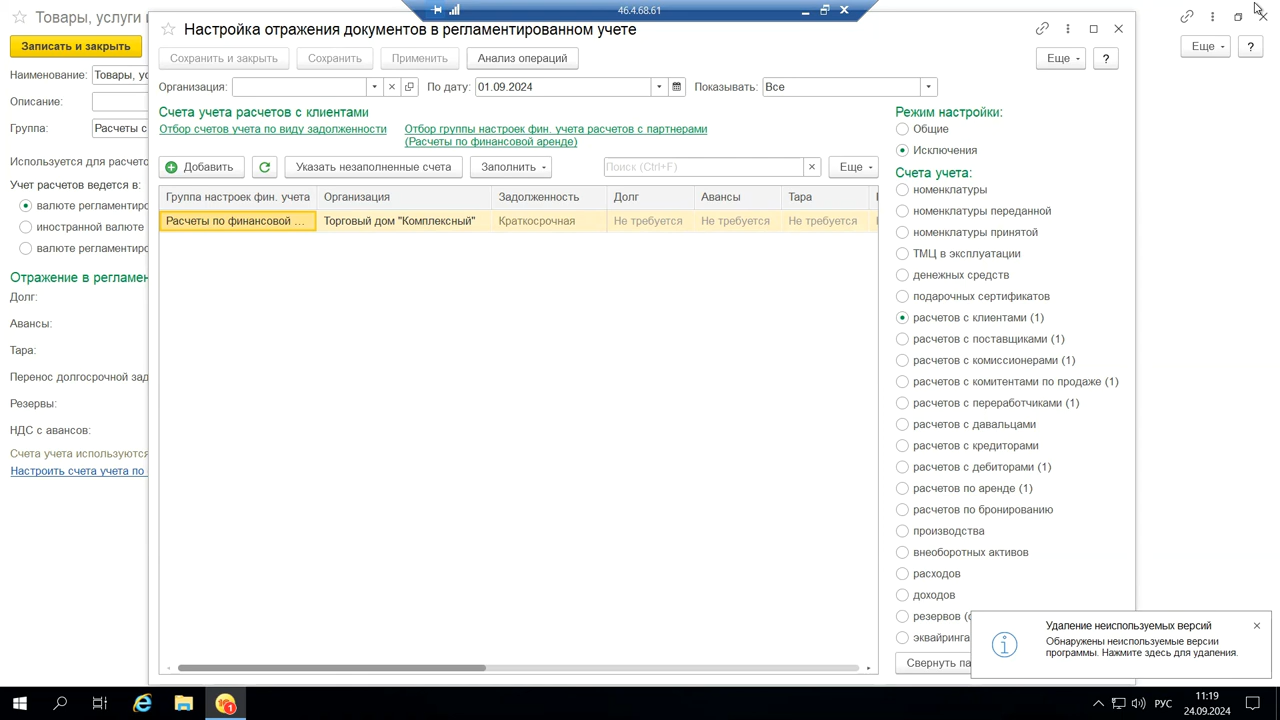 46.4.68.61
Товары, услуги и
Записать и закрыть
Еще
?
Наименование:
Товары, ус
Описание:
Группа:
Расчеты с
Используется для расчето
Учет расчетов ведется в:
валюте регламентиро
иностранной валюте
валюте регламентиро
Отражение в регламен
Долг:
Авансы:
Тара:
Перенос долгосрочной зад
Резервы:
НДС с авансов:
Счета учета используются
Настроить счета учета по
Настройка отражения документов в регламентированном учете
Сохранить и закрыть
Сохранить
Применить
Анализ операций
Еще
?
Организация:
По дату:
01.09.2024
Показывать:
Все
Счета учета расчетов с клиентами
Отбор счетов учета по виду задолженности
Отбор группы настроек фин. учета расчетов с партнерами
(Расчеты по финансовой аренде)
Добавить
Указать незаполненные счета
Заполнить
Поиск (Ctrl+F)
Еще
Группа настроек фин. учета
Организация
Задолженность
Долг
Авансы
Тара
Расчеты по финансовой ...
Торговый дом "Комплексный"
Краткосрочная
Не требуется
Не требуется
Не требуется
Режим настройки:
Общие
Исключения
Счета учета:
номенклатуры
номенклатуры переданной
номенклатуры принятой
ТМЦ в эксплуатации
денежных средств
подарочных сертификатов
расчетов с клиентами (1)
расчетов с поставщиками (1)
расчетов с комиссионерами (1)
расчетов с комитентами по продаже (1)
расчетов с переработчиками (1)
расчетов с давальцами
расчетов с кредиторами
расчетов с дебиторами (1)
расчетов по аренде (1)
расчетов по бронированию
производства
внеоборотных активов
расходов
доходов
резервов (
эквайринга
Свернуть па
Удаление неиспользуемых версий
Обнаружены неиспользуемые версии
программы. Нажмите здесь для удаления.
1
РУС
11:19
24.09.2024